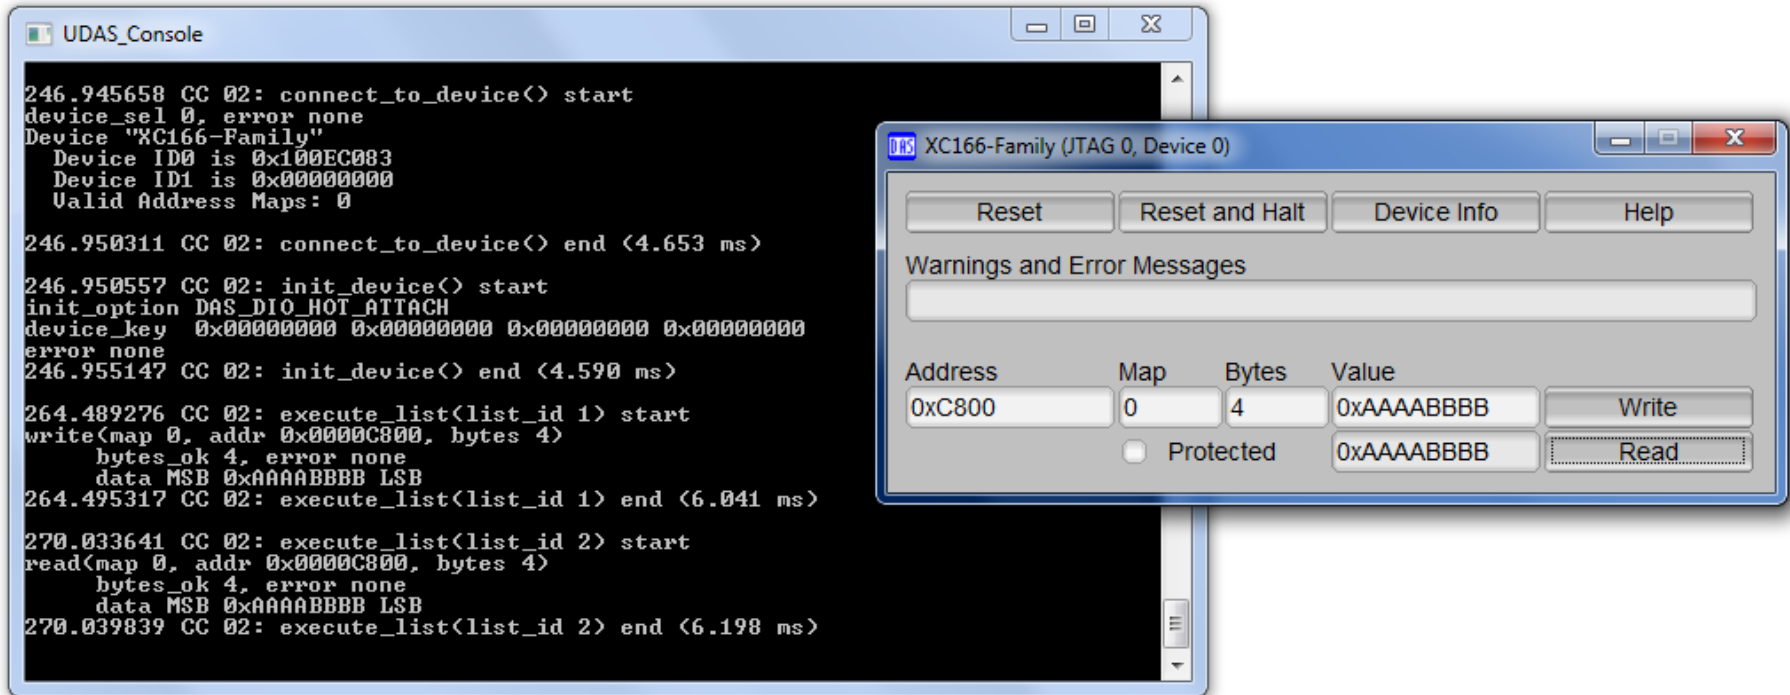 UDAS_Console
246.945658 CC 02: connect_to_device() start
device_sel 0, error none
Device "XC166-Family"
Device ID0 is 0x100EC083
Device ID1 is 0x00000000
Valid Address Maps: 0
246.950311 CC 02: connect_to_device() end (4.653 ms)
246.950557 CC 02: init_device() start
init_option DAS_DIO_HOT_ATTACH
device_key 0x00000000 0x00000000 0x00000000 0x00000000
error none
246.955147 CC 02: init_device() end (4.590 ms)
264.489276 CC 02: execute_list(list_id 1) start
write(map 0, addr 0x0000C800, bytes 4)
bytes_ok 4, error none
data MSB 0xAAAABBBB LSB
264.495317 CC 02: execute_list(list_id 1) end (6.041 ms)
270.033641 CC 02: execute_list(list_id 2) start
read(map 0, addr 0x0000C800, bytes 4)
bytes_ok 4, error none
data MSB 0xAAAABBBB LSB
270.039839 CC 02: execute_list(list_id 2) end (6.198 ms)
DAS XC166-Family (JTAG 0, Device 0)
Reset Reset and Halt Device Info Help
Warnings and Error Messages
Address Map Bytes Value
0xC800 0 4 0xAAAABBBB Write
Protected 0xAAAABBBB Read